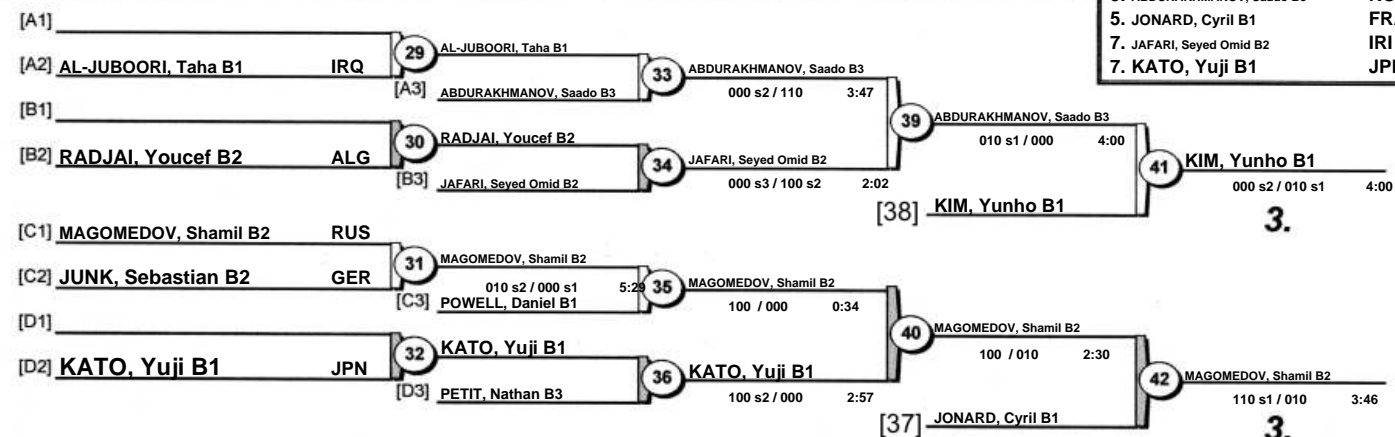 5. JONARD, Cyril B1 FRA
7. JAFARI, Seyed Omid B2 IRI
7. KATO, Yuji B1 JPN
[A1]
[A2] AL-JUBOORI, Taha B1 IRQ
29
AL-JUBOORI, Taha B1
[A3] ABDURAKHMANOV, Saado B3
33
ABDURAKHMANOV, Saado B3
000 s2 / 110 3:47
[B1]
[B2] RADJAI, Youcef B2 ALG
30
RADJAI, Youcef B2
[B3] JAFARI, Seyed Omid B2
34
JAFARI, Seyed Omid B2
000 s3 / 100 s2 2:02
39
ABDURAKHMANOV, Saado B3
010 s1 / 000 4:00
[38] KIM, Yunho B1
41
KIM, Yunho B1
000 s2 / 010 s1 4:00
3.
[C1] MAGOMEDOV, Shamil B2 RUS
[C2] JUNK, Sebastian B2 GER
31
MAGOMEDOV, Shamil B2
010 s2 / 000 s1 5:29
[C3] POWELL, Daniel B1
35
MAGOMEDOV, Shamil B2
100 / 000 0:34
[D1]
[D2] KATO, Yuji B1 JPN
32
KATO, Yuji B1
[D3] PETIT, Nathan B3
36
KATO, Yuji B1
100 s2 / 000 2:57
40
MAGOMEDOV, Shamil B2
100 / 010 2:30
[37] JONARD, Cyril B1
42
MAGOMEDOV, Shamil B2
110 s1 / 010 3:46
3.